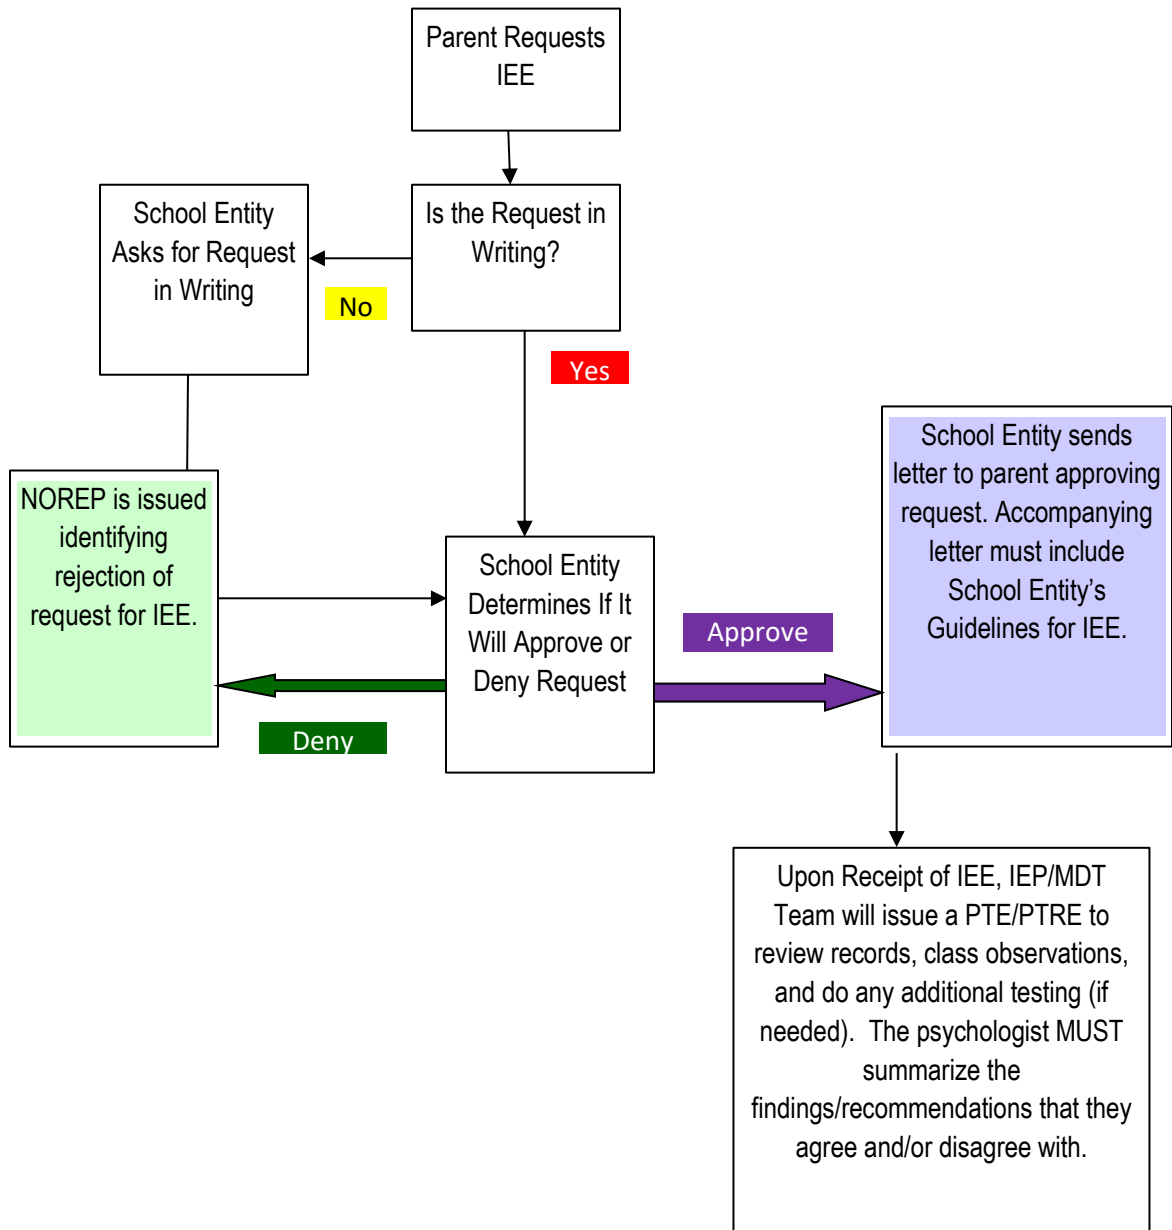 Parent Requests
IEE
School Entity
Asks for Request
in Writing
Is the Request in
Writing?
No
Yes
NOREP is issued
identifying
rejection of
request for IEE.
School Entity
Determines If It
Will Approve or
Deny Request
Deny
Approve
School Entity sends
letter to parent approving
request. Accompanying
letter must include
School Entity’s
Guidelines for IEE.
Upon Receipt of IEE, IEP/MDT
Team will issue a PTE/PTRE to
review records, class observations,
and do any additional testing (if
needed).  The psychologist MUST
summarize the
findings/recommendations that they
agree and/or disagree with.